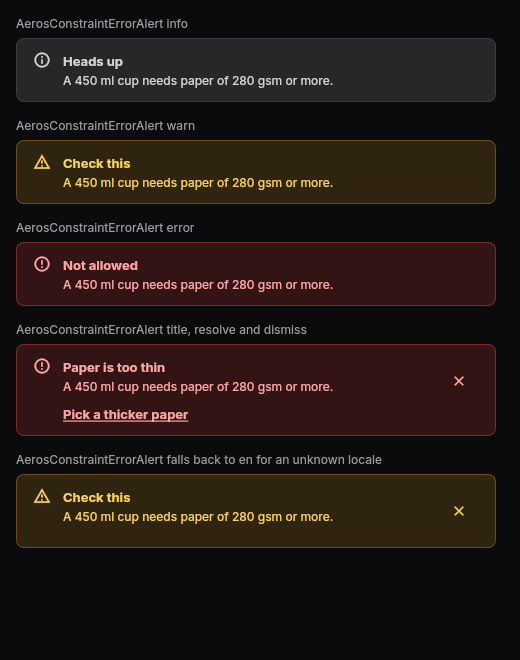 AerosConstraintErrorAlert info
Heads up
A 450 ml cup needs paper of 280 gsm or more.
AerosConstraintErrorAlert warn
Check this
A 450 ml cup needs paper of 280 gsm or more.
AerosConstraintErrorAlert error
Not allowed
A 450 ml cup needs paper of 280 gsm or more.
AerosConstraintErrorAlert title, resolve and dismiss
Paper is too thin
A 450 ml cup needs paper of 280 gsm or more.
Pick a thicker paper
AerosConstraintErrorAlert falls back to en for an unknown locale
Check this
A 450 ml cup needs paper of 280 gsm or more.